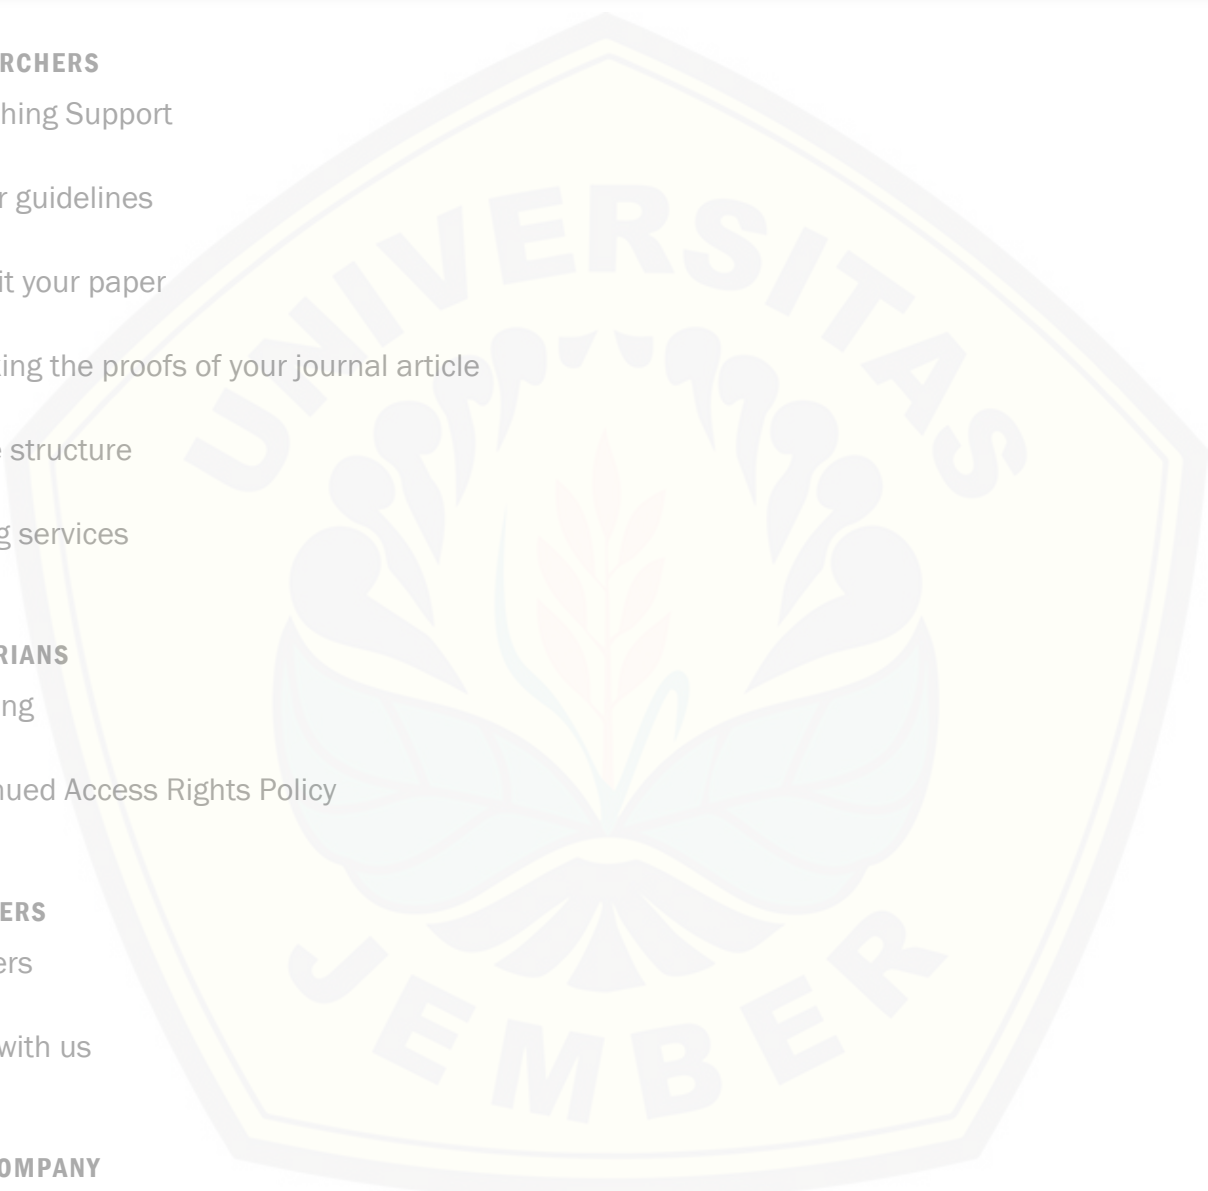 RCHERS
hing Support
r guidelines
it your paper
ing the proofs of your journal article
e structure
g services
RIANS
ng
nued Access Rights Policy
ERS
ers
with us
OMPANY
UNIVERSITAS
JEMBER